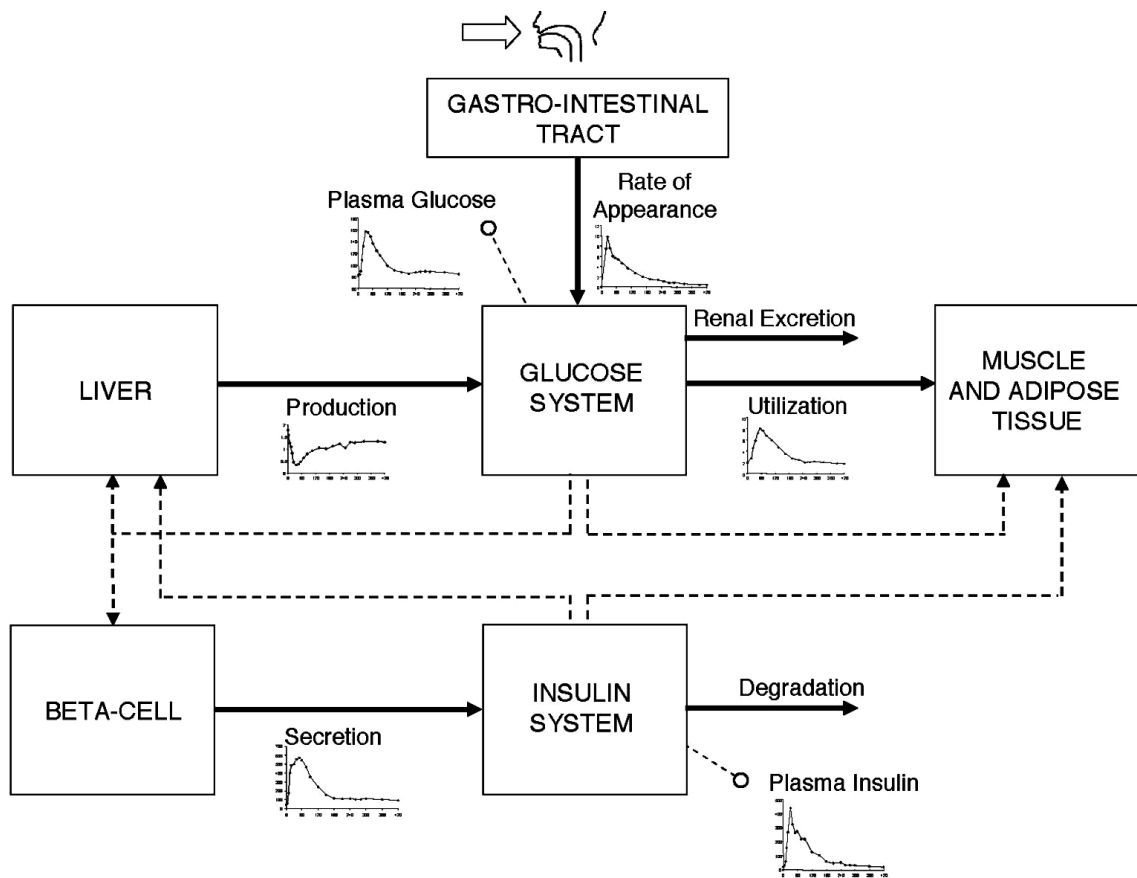 GASTRO-INTESTINAL
TRACT
Plasma Glucose
Rate of
Appearance
LIVER
Production
GLUCOSE
SYSTEM
Renal Excretion
Utilization
MUSCLE
AND ADIPOSE
TISSUE
BETA-CELL
Secretion
INSULIN
SYSTEM
Degradation
Plasma Insulin